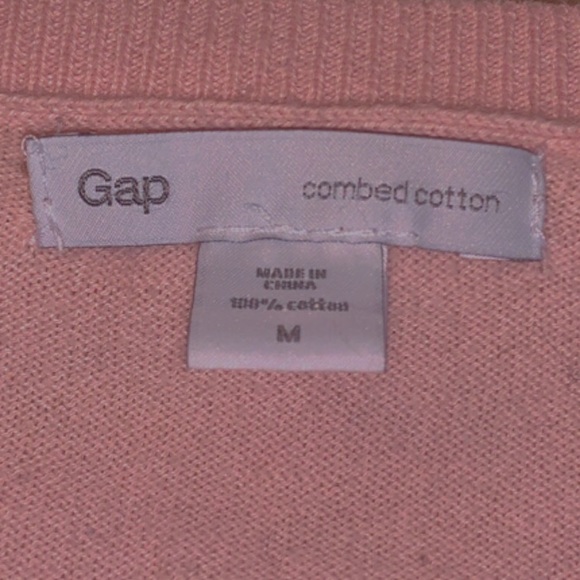 Gap combed cotton
MADE IN
CHINA
100% cotton
M